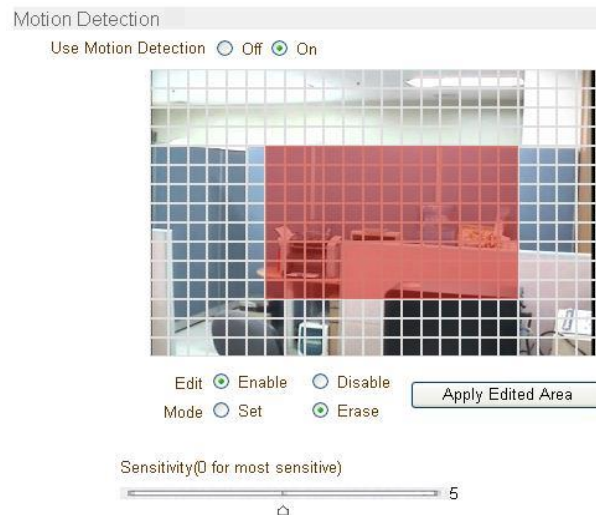 Motion Detection
Use Motion Detection Off On
Edit Enable Disable
Apply Edited Area
Mode Set Erase
Sensitivity(0 for most sensitive)
5